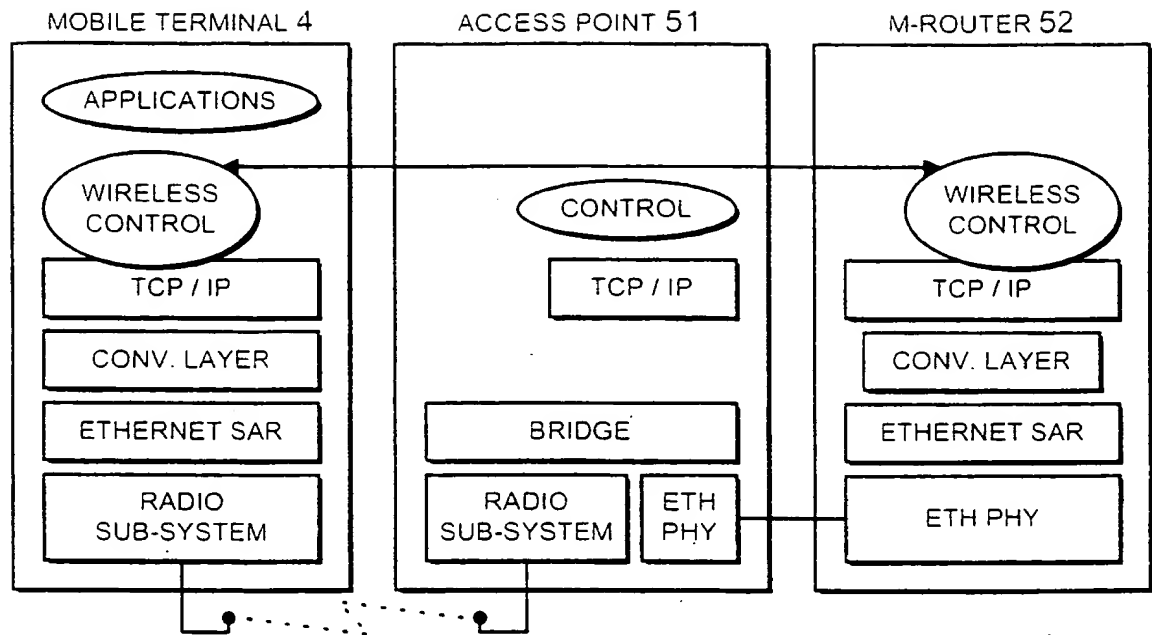 MOBILE TERMINAL 4
APPLICATIONS
WIRELESS
CONTROL
TCP / IP
CONV. LAYER
ETHERNET SAR
RADIO
SUB-SYSTEM
ACCESS POINT 51
CONTROL
TCP / IP
BRIDGE
RADIO
SUB-SYSTEM
ETH
PHY
M-ROUTER 52
WIRELESS
CONTROL
TCP / IP
CONV. LAYER
ETHERNET SAR
ETH PHY